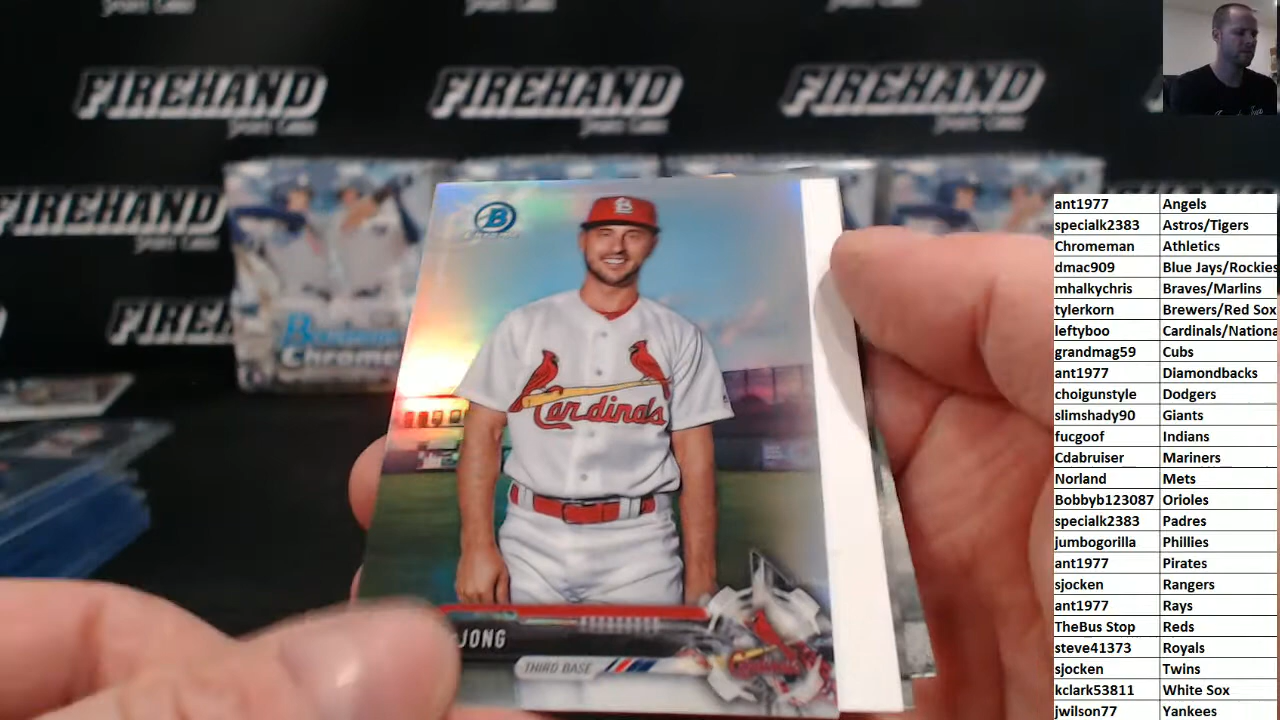 FIREHAND
FIREHAND
FIREHAND
FIREHAND
Bowman
Chrome
B
CHROME
Cardinals
JONG
THIRD BASE
ant1977 Angels
specialk2383 Astros/Tigers
Chromeman Athletics
dmac909 Blue Jays/Rockies
mhalkychris Braves/Marlins
tylerkorn Brewers/Red Sox
leftyboo Cardinals/Nationa
grandmag59 Cubs
ant1977 Diamondbacks
choigunstyle Dodgers
slimshady90 Giants
fucgoof Indians
Cdabruiser Mariners
Norland Mets
Bobbyb123087 Orioles
specialk2383 Padres
jumbogorilla Phillies
ant1977 Pirates
sjocken Rangers
ant1977 Rays
TheBus Stop Reds
steve41373 Royals
sjocken Twins
kclark53811 White Sox
jwilson77 Yankees